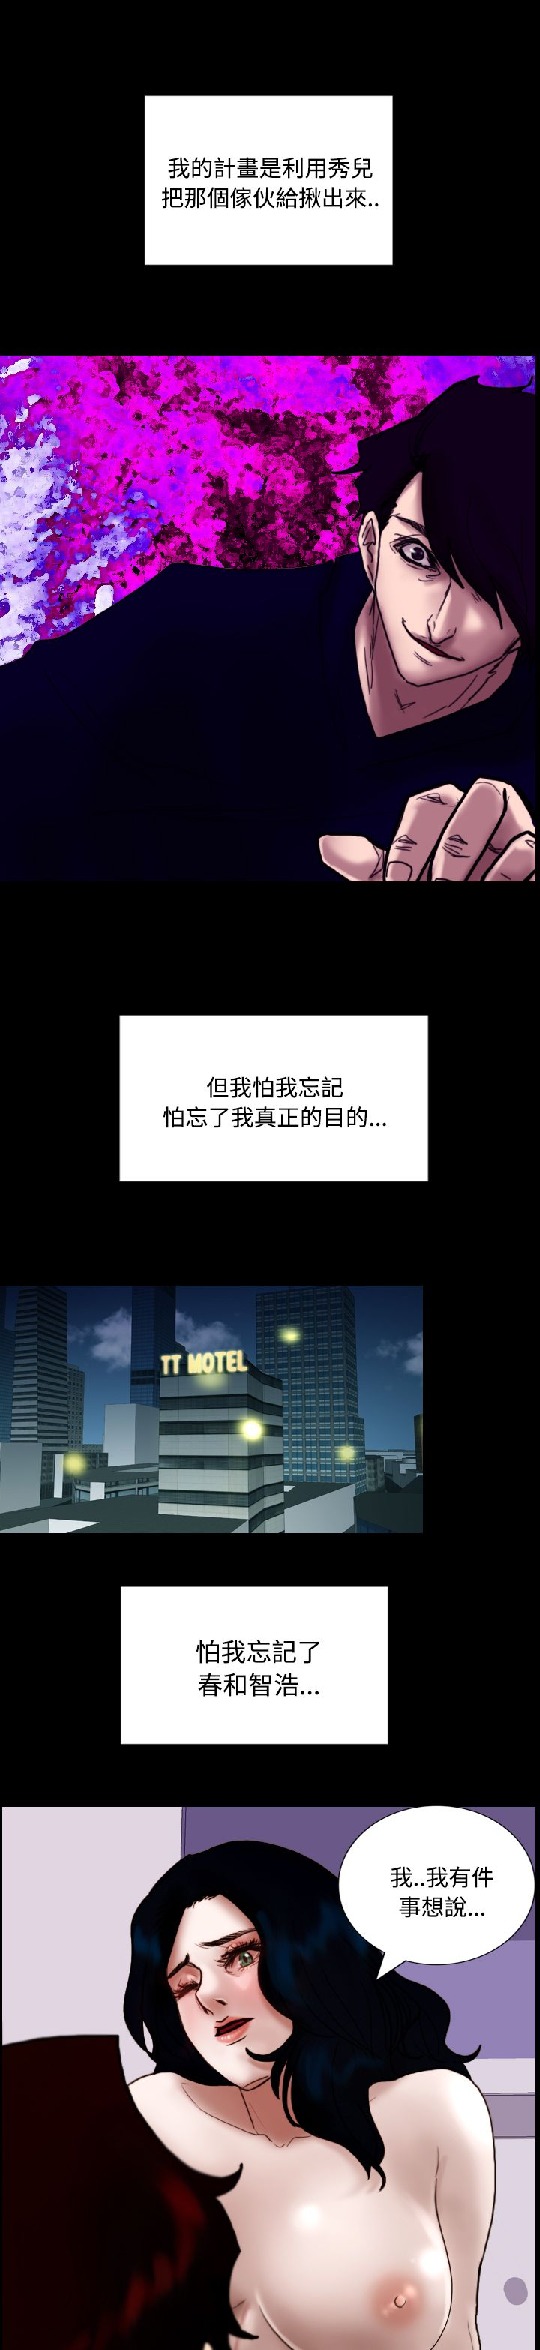 我的計畫是利用秀兒
把那個傢伙給揪出來..
但我怕我忘記
怕忘了我真正的目的...
TT MOTEL
怕我忘記了
春和智浩...
我..我有件
事想說...